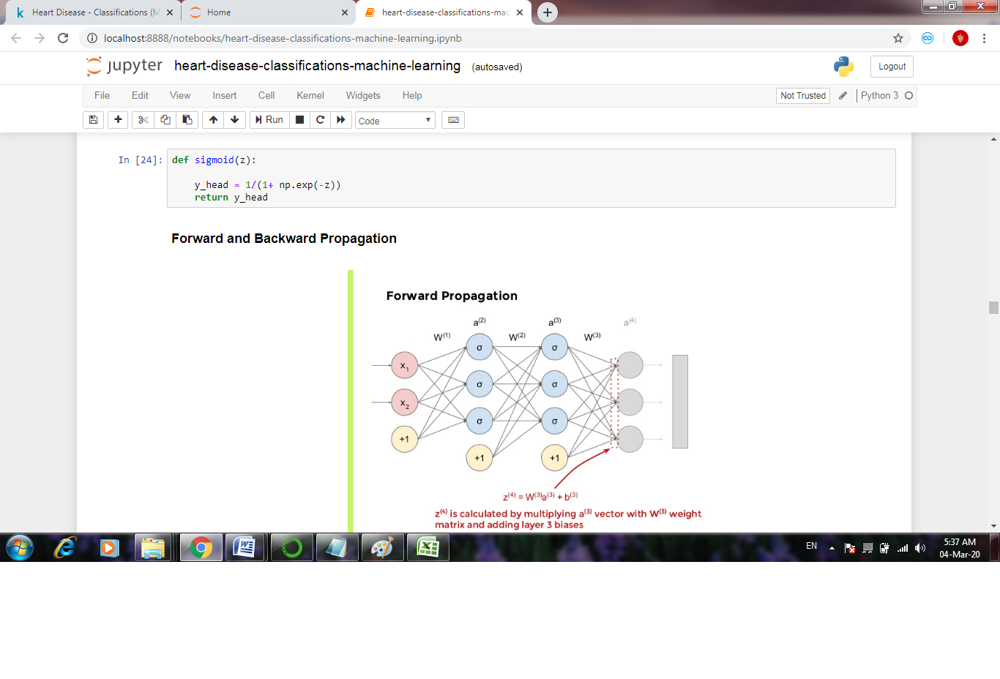 Heart Disease - Classifications (M
Home
heart-disease-classifications-mac
localhost:8888/notebooks/heart-disease-classifications-machine-learning.ipynb
jupyter heart-disease-classifications-machine-learning (autosaved)
Logout
File Edit View Insert Cell Kernel Widgets Help
Not Trusted
Python 3
Run
Code
In [24]: def sigmoid(z):
y_head = 1/(1+ np.exp(-z))
return y_head
Forward and Backward Propagation
Forward Propagation
a(2) a(3) a(4)
W(1) W(2) W(3)
σ σ
x1
σ σ
x2
σ σ
+1
+1 +1
z(4) = W(3)a(3) + b(3)
z(4) is calculated by multiplying a(3) vector with W(3) weight
matrix and adding layer 3 biases
EN
5:37 AM
04-Mar-20